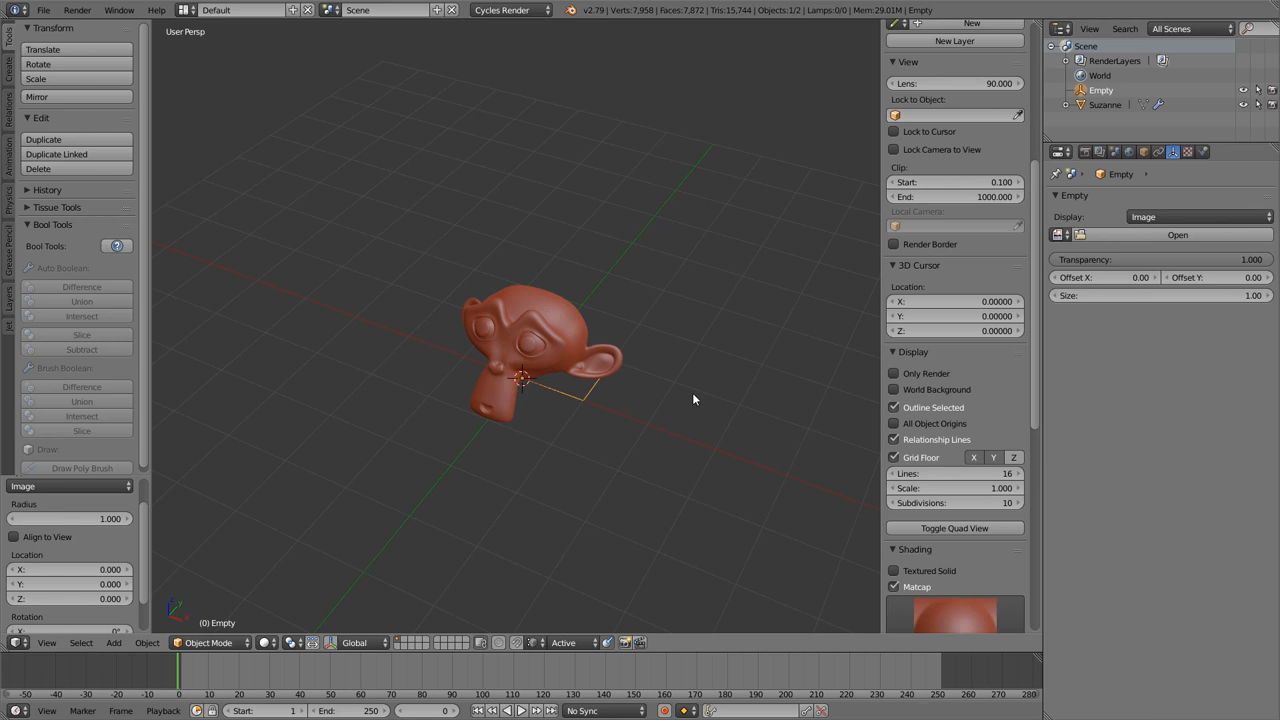 File Render Window Help Default Scene Cycles Render v2.79 | Verts:7,958 | Faces:7,872 | Tris:15,744 | Objects:1/2 | Lamps:0/0 | Mem:29.01M | Empty
Tools
Create
Relations
Animation
Physics
Grease Pencil
Layers
Jet
Transform
Translate
Rotate
Scale
Mirror
Edit
Duplicate
Duplicate Linked
Delete
History
Tissue Tools
Bool Tools
Bool Tools:
Auto Boolean:
Difference
Union
Intersect
Slice
Subtract
Brush Boolean:
Difference
Union
Intersect
Slice
Draw:
Draw Poly Brush
Image
Radius
1.000
Align to View
Location
X: 0.000
Y: 0.000
Z: 0.000
Rotation
X: 0°
User Persp
(0) Empty
New
New Layer
View
Lens: 90.000
Lock to Object:
Lock to Cursor
Lock Camera to View
Clip:
Start: 0.100
End: 1000.000
Local Camera:
Render Border
3D Cursor
Location:
X: 0.00000
Y: 0.00000
Z: 0.00000
Display
Only Render
World Background
Outline Selected
All Object Origins
Relationship Lines
Grid Floor X Y Z
Lines: 16
Scale: 1.000
Subdivisions: 10
Toggle Quad View
Shading
Textured Solid
Matcap
View Search All Scenes
Scene
RenderLayers
World
Empty
Suzanne
Empty
Empty
Display: Image
Open
Transparency: 1.000
Offset X: 0.00 Offset Y: 0.00
Size: 1.00
View Select Add Object Object Mode Global Active
-50 -40 -30 -20 -10 0 10 20 30 40 50 60 70 80 90 100 110 120 130 140 150 160 170 180 190 200 210 220 230 240 250 260 270 280
View Marker Frame Playback Start: 1 End: 250 0 No Sync